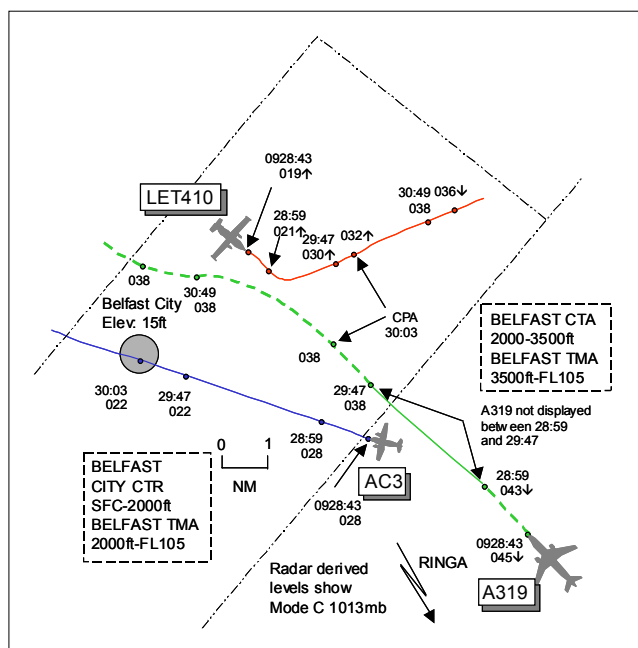 0928:43
019↑
LET410
28:59
021↑
29:47
030↑
032↑
30:49
038
036↓
038
30:49
038
Belfast City
Elev: 15ft
CPA
30:03
038
29:47
038
BELFAST CTA
2000-3500ft
BELFAST TMA
3500ft-FL105
A319 not displayed
between 28:59
and 29:47
30:03
022
29:47
022
28:59
028
0 1
NM
AC3
0928:43
028
28:59
043↓
BELFAST
CITY CTR
SFC-2000ft
BELFAST TMA
2000ft-FL105
Radar derived
levels show
Mode C 1013mb
RINGA
0928:43
045↓
A319